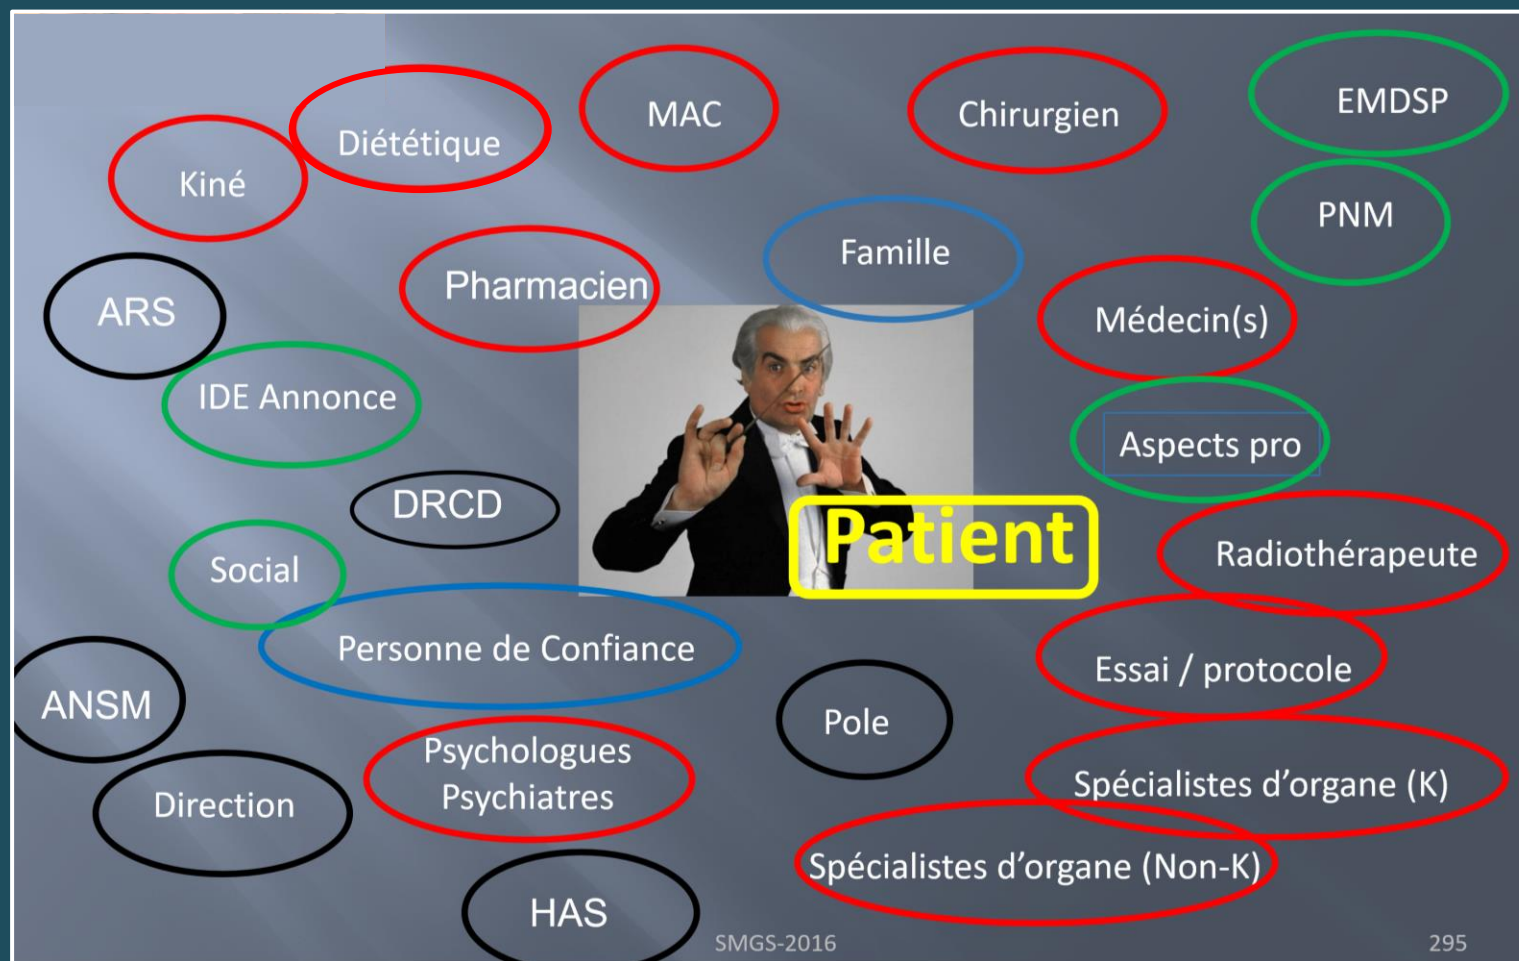 MAC
Chirurgien
EMDSP
Diététique
Kiné
PNM
Famille
Pharmacien
ARS
Médecin(s)
IDE Annonce
Aspects pro
DRCD
Patient
Radiothérapeute
Social
Personne de Confiance
Essai / protocole
ANSM
Pole
Psychologues
Psychiatres
Spécialistes d'organe (K)
Direction
Spécialistes d'organe (Non-K)
HAS
SMGS-2016
295